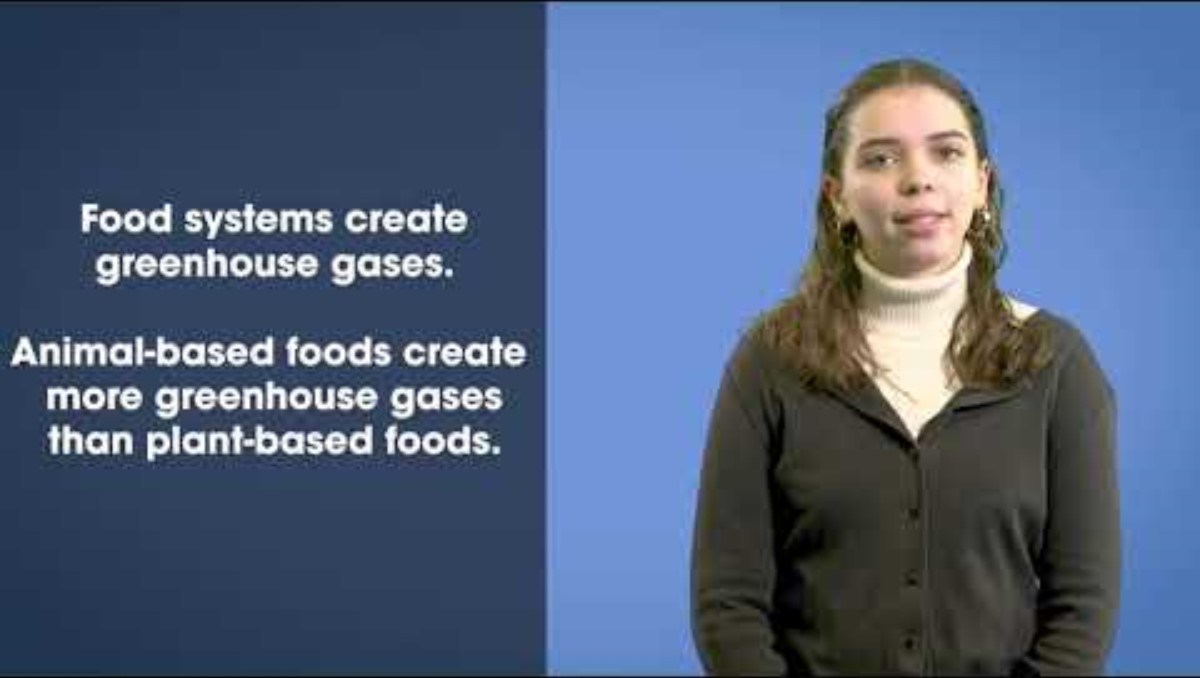 Food systems create
greenhouse gases.
Animal-based foods create
more greenhouse gases
than plant-based foods.